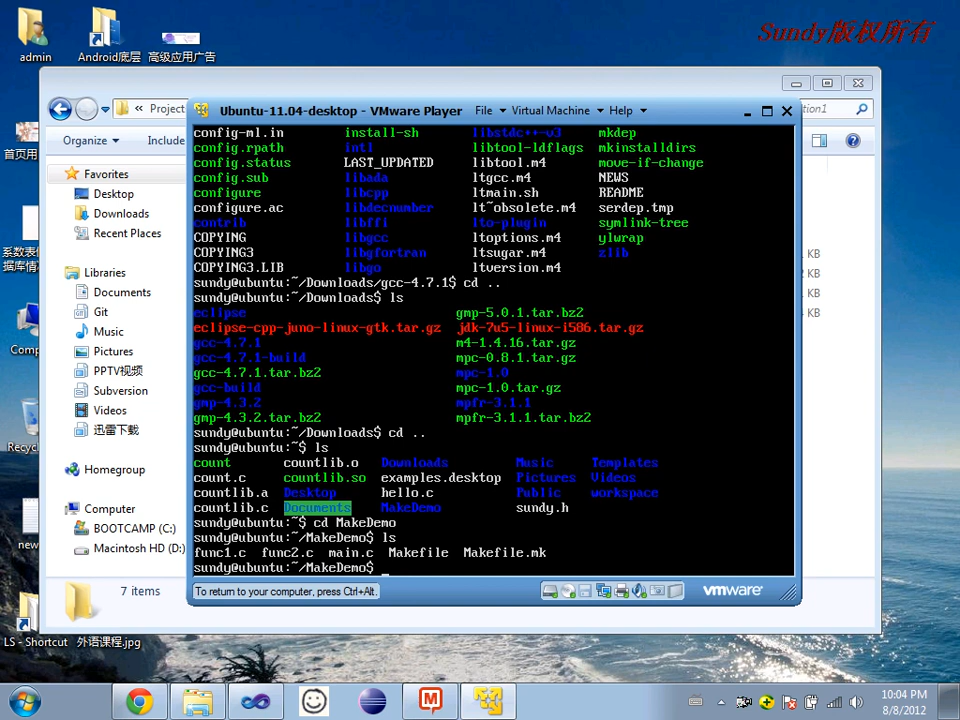 Sundy版权所有
admin
Android底层
高级应用广告
« Project
Ubuntu-11.04-desktop - VMware Player File Virtual Machine Help
Organize Include
首页用
Favorites
Desktop
Downloads
Recent Places
Libraries
Documents
Git
Music
Pictures
PPTV视频
Subversion
Videos
迅雷下载
Homegroup
Computer
BOOTCAMP (C:)
Macintosh HD (D:)
7 items
KB
KB
KB
KB
config-ml.in install-sh libstdc++-v3 mkdep
config.rpath intl libtool-ldflags mkinstalldirs
config.status LAST_UPDATED libtool.m4 move-if-change
config.sub libada ltgcc.m4 NEWS
configure libcpp ltmain.sh README
configure.ac libdecnumber lt~obsolete.m4 serdep.tmp
contrib libffi lto-plugin symlink-tree
COPYING libgcc ltoptions.m4 ylwrap
COPYING3 libgfortran ltsugar.m4 zlib
COPYING3.LIB libgo ltversion.m4
sundy@ubuntu:~/Downloads/gcc-4.7.1$ cd ..
sundy@ubuntu:~/Downloads$ ls
eclipse gmp-5.0.1.tar.bz2
eclipse-cpp-juno-linux-gtk.tar.gz jdk-7u5-linux-i586.tar.gz
gcc-4.7.1 m4-1.4.16.tar.gz
gcc-4.7.1-build mpc-0.8.1.tar.gz
gcc-4.7.1.tar.bz2 mpc-1.0
gcc-build mpc-1.0.tar.gz
gmp-4.3.2 mpfr-3.1.1
gmp-4.3.2.tar.bz2 mpfr-3.1.1.tar.bz2
sundy@ubuntu:~/Downloads$ cd ..
sundy@ubuntu:~$ ls
count countlib.o Downloads Music Templates
count.c countlib.so examples.desktop Pictures Videos
countlib.a Desktop hello.c Public workspace
countlib.c Documents MakeDemo sundy.h
sundy@ubuntu:~$ cd MakeDemo
sundy@ubuntu:~/MakeDemo$ ls
func1.c func2.c main.c Makefile Makefile.mk
sundy@ubuntu:~/MakeDemo$ _
To return to your computer, press Ctrl+Alt.
vmware
Comp
Recycl
new
LS - Shortcut
外语课程.jpg
10:04 PM
8/8/2012